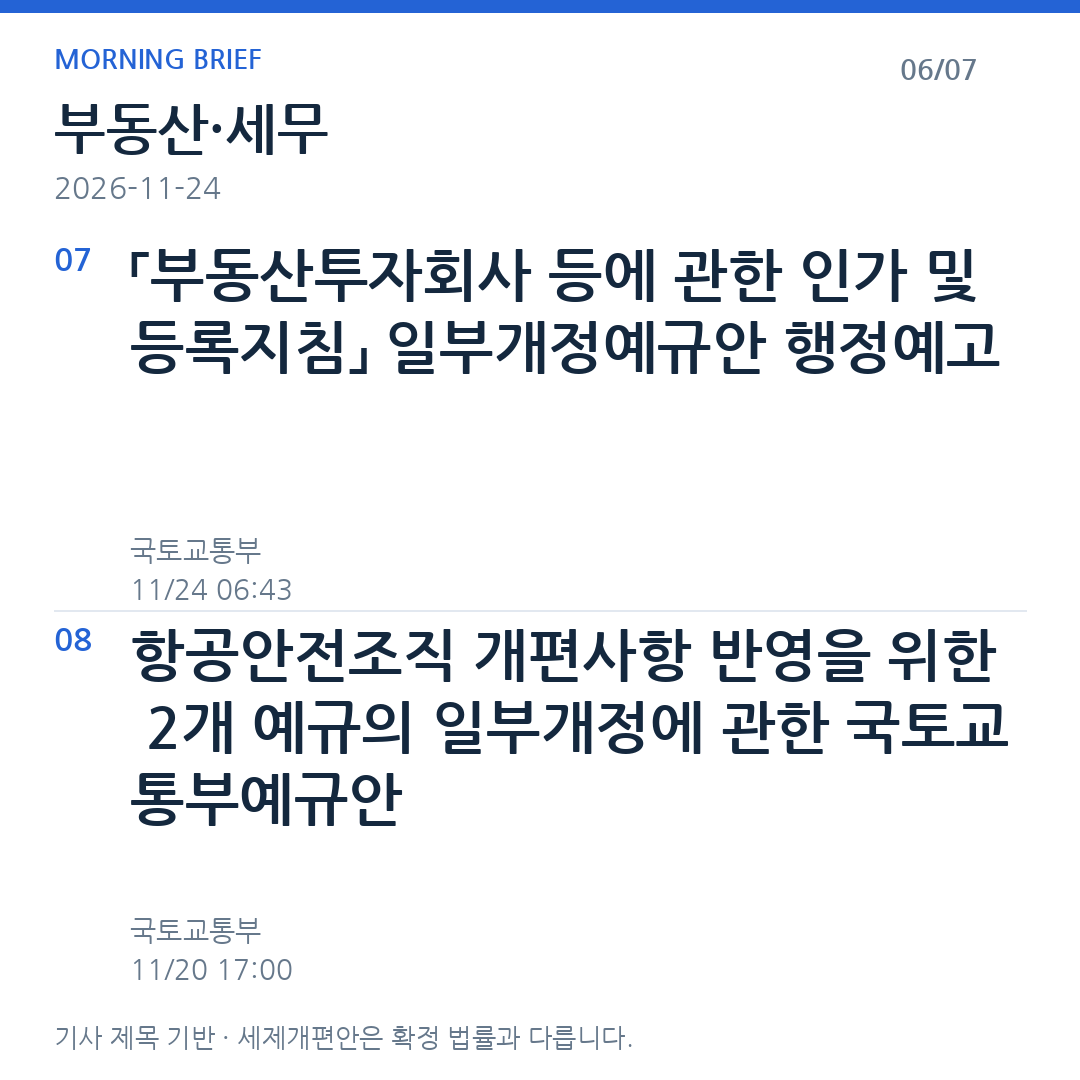 MORNING BRIEF
06/07
부동산·세무
2026-11-24
07
「부동산투자회사 등에 관한 인가 및
등록지침」 일부개정예규안 행정예고
국토교통부
11/24 06:43
08
항공안전조직 개편사항 반영을 위한
2개 예규의 일부개정에 관한 국토교
통부예규안
국토교통부
11/20 17:00
기사 제목 기반 · 세제개편안은 확정 법률과 다릅니다.